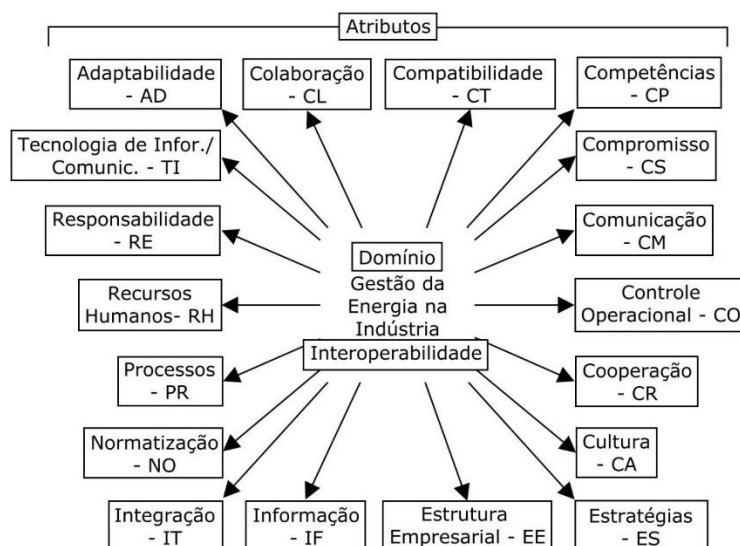 Atributos
Adaptabilidade
- AD
Colaboração
- CL
Compatibilidade
- CT
Competências
- CP
Tecnologia de Infor./
Comunic. - TI
Compromisso
- CS
Responsabilidade
- RE
Comunicação
- CM
Domínio
Gestão da
Energia na
Indústria
Interoperabilidade
Recursos
Humanos- RH
Controle
Operacional - CO
Processos
- PR
Cooperação
- CR
Normatização
- NO
Cultura
- CA
Integração
- IT
Informação
- IF
Estrutura
Empresarial - EE
Estratégias
- ES